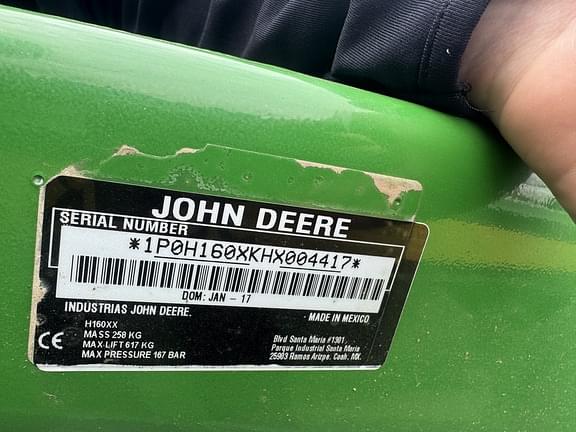 JOHN DEERE
SERIAL NUMBER
*1P0H160XKHX004417*
DOM: JAN - 17
INDUSTRIAS JOHN DEERE.
MADE IN MEXICO
H160XX
MASS 258 KG
MAX LIFT 617 KG
MAX PRESSURE 167 BAR
CE
Blvd Santa Maria #1301
Parque Industrial Santa Maria
25903 Ramos Arizpe, Coah. MX.